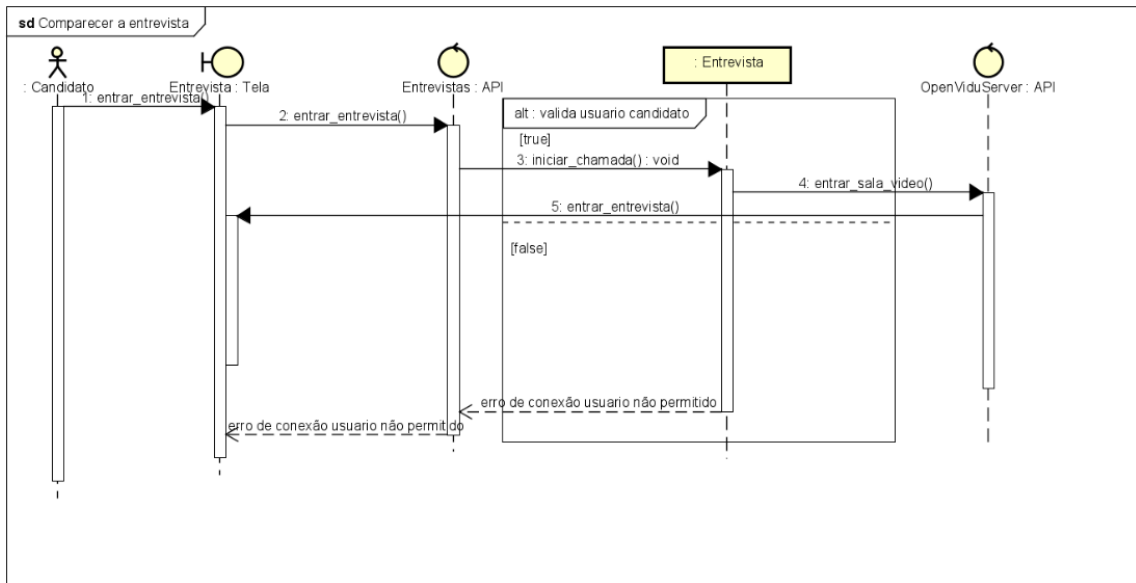 sd Comparecer a entrevista
: Candidato
Entrevista : Tela
Entrevistas : API
: Entrevista
OpenViduServer : API
1: entrar_entrevista()
2: entrar_entrevista()
alt : valida usuario candidato
[true]
3: iniciar_chamada() : void
4: entrar_sala_video()
5: entrar_entrevista()
[false]
erro de conexão usuario não permitido
erro de conexão usuario não permitido